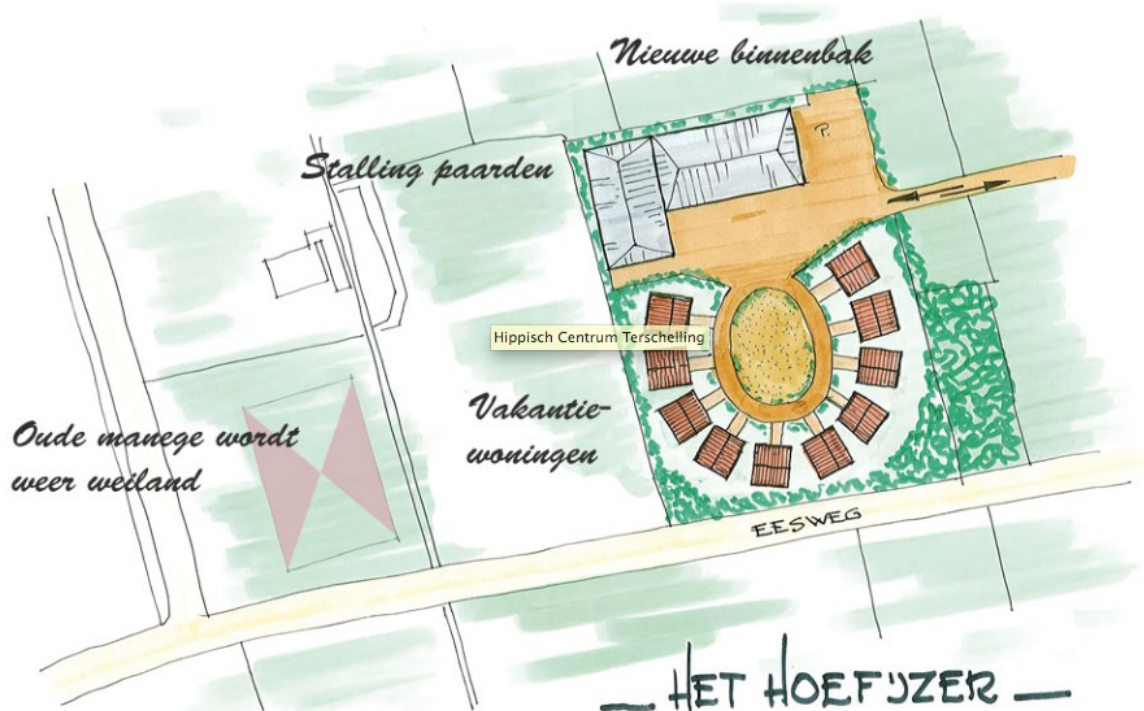 Nieuwe binnenbak
P.
Stalling paarden
Hippisch Centrum Terschelling
Vakantie-
woningen
Oude manege wordt
weer weiland
EESWEG
HET HOEFIJZER